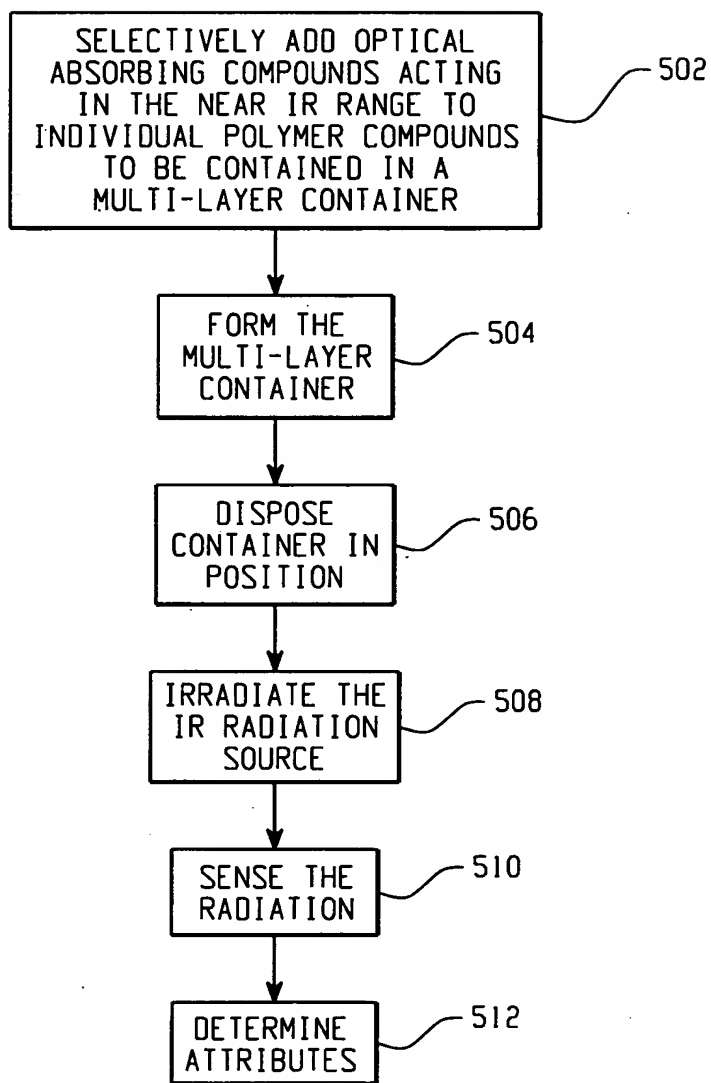 SELECTIVELY ADD OPTICAL
ABSORBING COMPOUNDS ACTING
IN THE NEAR IR RANGE TO
INDIVIDUAL POLYMER COMPOUNDS
TO BE CONTAINED IN A
MULTI-LAYER CONTAINER
502
FORM THE
MULTI-LAYER
CONTAINER
504
DISPOSE
CONTAINER IN
POSITION
506
IRRADIATE THE
IR RADIATION
SOURCE
508
SENSE THE
RADIATION
510
DETERMINE
ATTRIBUTES
512